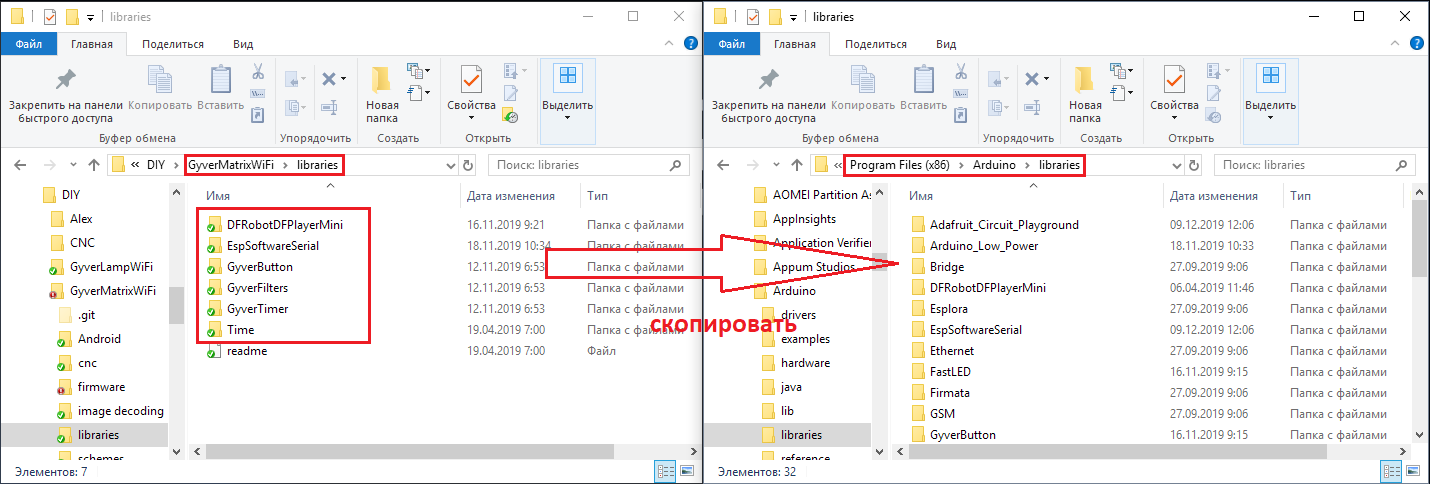 libraries
Файл Главная Поделиться Вид
Закрепить на панели быстрого доступа
Копировать
Вставить
Новая папка
Свойства
Выделить
Буфер обмена
Упорядочить
Создать
Открыть
« DIY > GyverMatrixWiFi > libraries
Поиск: libraries
DIY
Alex
CNC
GyverLampWiFi
GyverMatrixWiFi
.git
Android
cnc
firmware
image decoding
libraries
schemes
Имя Дата изменения Тип
DFRobotDFPlayerMini 16.11.2019 9:21 Папка с файлами
EspSoftwareSerial 18.11.2019 10:34 Папка с файлами
GyverButton 12.11.2019 6:53 Папка с файлами
GyverFilters 12.11.2019 6:53 Папка с файлами
GyverTimer 12.11.2019 6:53 Папка с файлами
Time 19.04.2019 7:00 Папка с файлами
readme 19.04.2019 7:00 Файл
Элементов: 7
скопировать
libraries
Файл Главная Поделиться Вид
Закрепить на панели быстрого доступа
Копировать
Вставить
Новая папка
Свойства
Выделить
Буфер обмена
Упорядочить
Создать
Открыть
« Program Files (x86) > Arduino > libraries
Поиск: libraries
AOMEI Partition As
AppInsights
Application Verifier
Appum Studios
Arduino
drivers
examples
hardware
java
lib
libraries
reference
Имя Дата изменения Тип
Adafruit_Circuit_Playground 09.12.2019 12:06 Папка с файлами
Arduino_Low_Power 18.11.2019 10:33 Папка с файлами
Bridge 27.09.2019 9:06 Папка с файлами
DFRobotDFPlayerMini 06.04.2019 11:46 Папка с файлами
Esplora 27.09.2019 9:06 Папка с файлами
EspSoftwareSerial 09.12.2019 12:06 Папка с файлами
Ethernet 27.09.2019 9:06 Папка с файлами
FastLED 16.11.2019 9:15 Папка с файлами
Firmata 27.09.2019 9:06 Папка с файлами
GSM 27.09.2019 9:06 Папка с файлами
GyverButton 16.11.2019 9:15 Папка с файлами
Элементов: 32